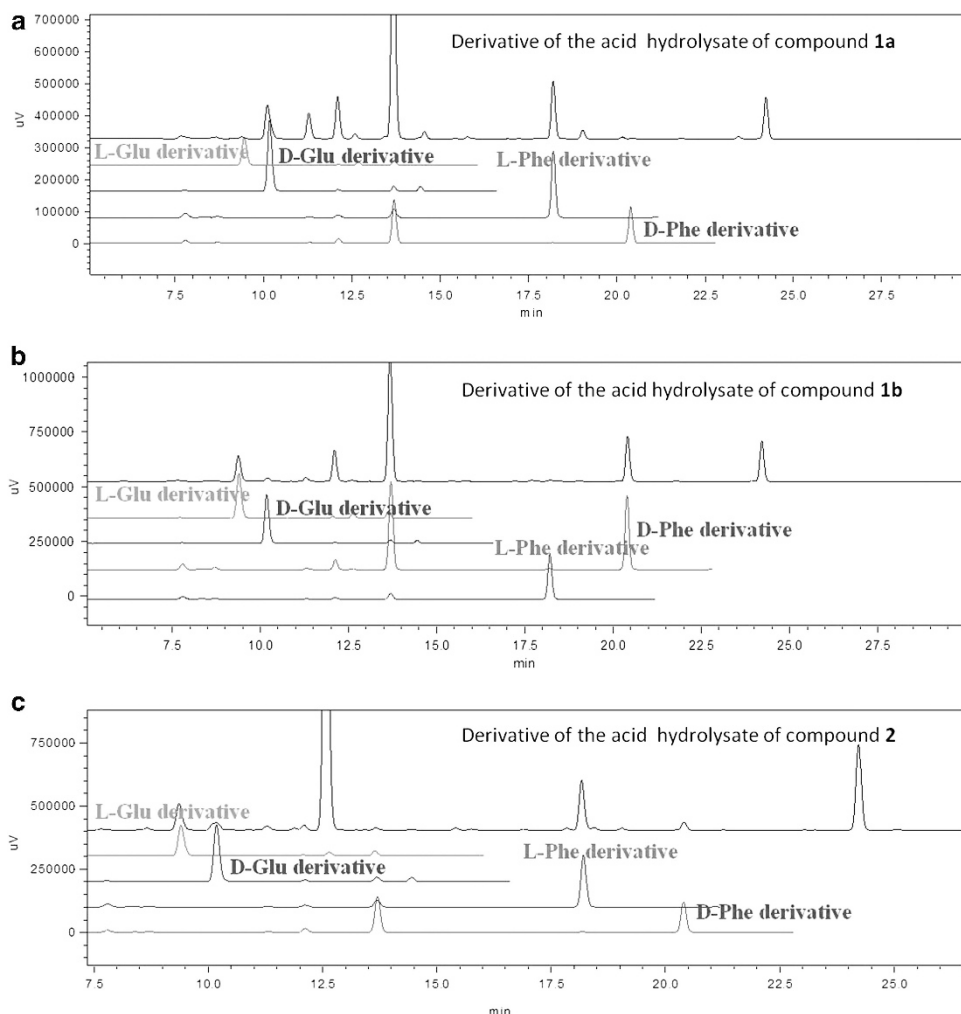 a
Derivative of the acid hydrolysate of compound 1a
700000
600000
500000
400000
300000
200000
100000
0
uV
L-Glu derivative
D-Glu derivative
L-Phe derivative
D-Phe derivative
7.5 10.0 12.5 15.0 17.5 20.0 22.5 25.0 27.5
min
b
Derivative of the acid hydrolysate of compound 1b
1000000
750000
500000
250000
0
uV
L-Glu derivative
D-Glu derivative
D-Phe derivative
L-Phe derivative
7.5 10.0 12.5 15.0 17.5 20.0 22.5 25.0 27.5
min
c
Derivative of the acid hydrolysate of compound 2
750000
500000
250000
0
uV
L-Glu derivative
D-Glu derivative
L-Phe derivative
D-Phe derivative
7.5 10.0 12.5 15.0 17.5 20.0 22.5 25.0
min